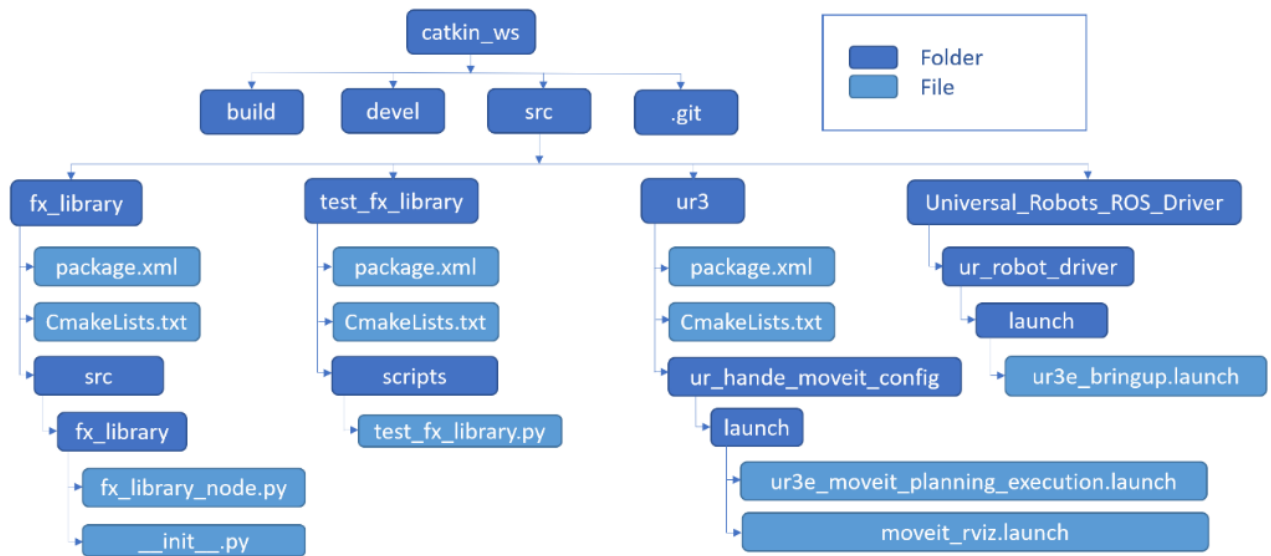 catkin_ws
Folder
File
build
devel
src
.git
fx_library
test_fx_library
ur3
Universal_Robots_ROS_Driver
package.xml
package.xml
package.xml
ur_robot_driver
CmakeLists.txt
CmakeLists.txt
CmakeLists.txt
launch
src
scripts
ur_hande_moveit_config
ur3e_bringup.launch
fx_library
test_fx_library.py
launch
fx_library_node.py
ur3e_moveit_planning_execution.launch
__init__.py
moveit_rviz.launch